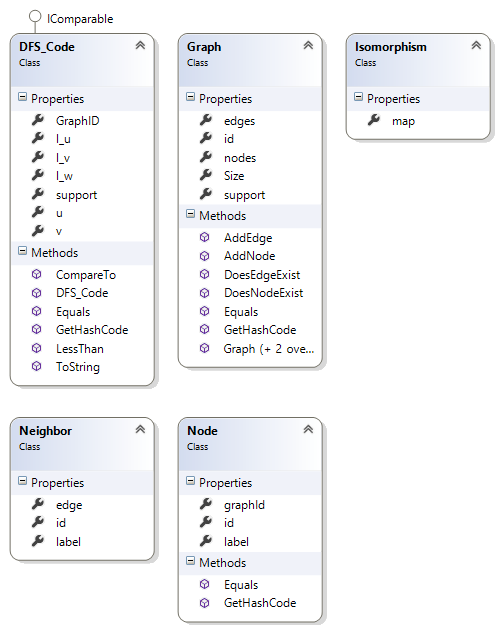 IComparable
DFS_Code
Class
Properties
GraphID
l_u
l_v
l_w
support
u
v
Methods
CompareTo
DFS_Code
Equals
GetHashCode
LessThan
ToString
Graph
Class
Properties
edges
id
nodes
Size
support
Methods
AddEdge
AddNode
DoesEdgeExist
DoesNodeExist
Equals
GetHashCode
Graph (+ 2 ove...
Isomorphism
Class
Properties
map
Neighbor
Class
Properties
edge
id
label
Node
Class
Properties
graphId
id
label
Methods
Equals
GetHashCode